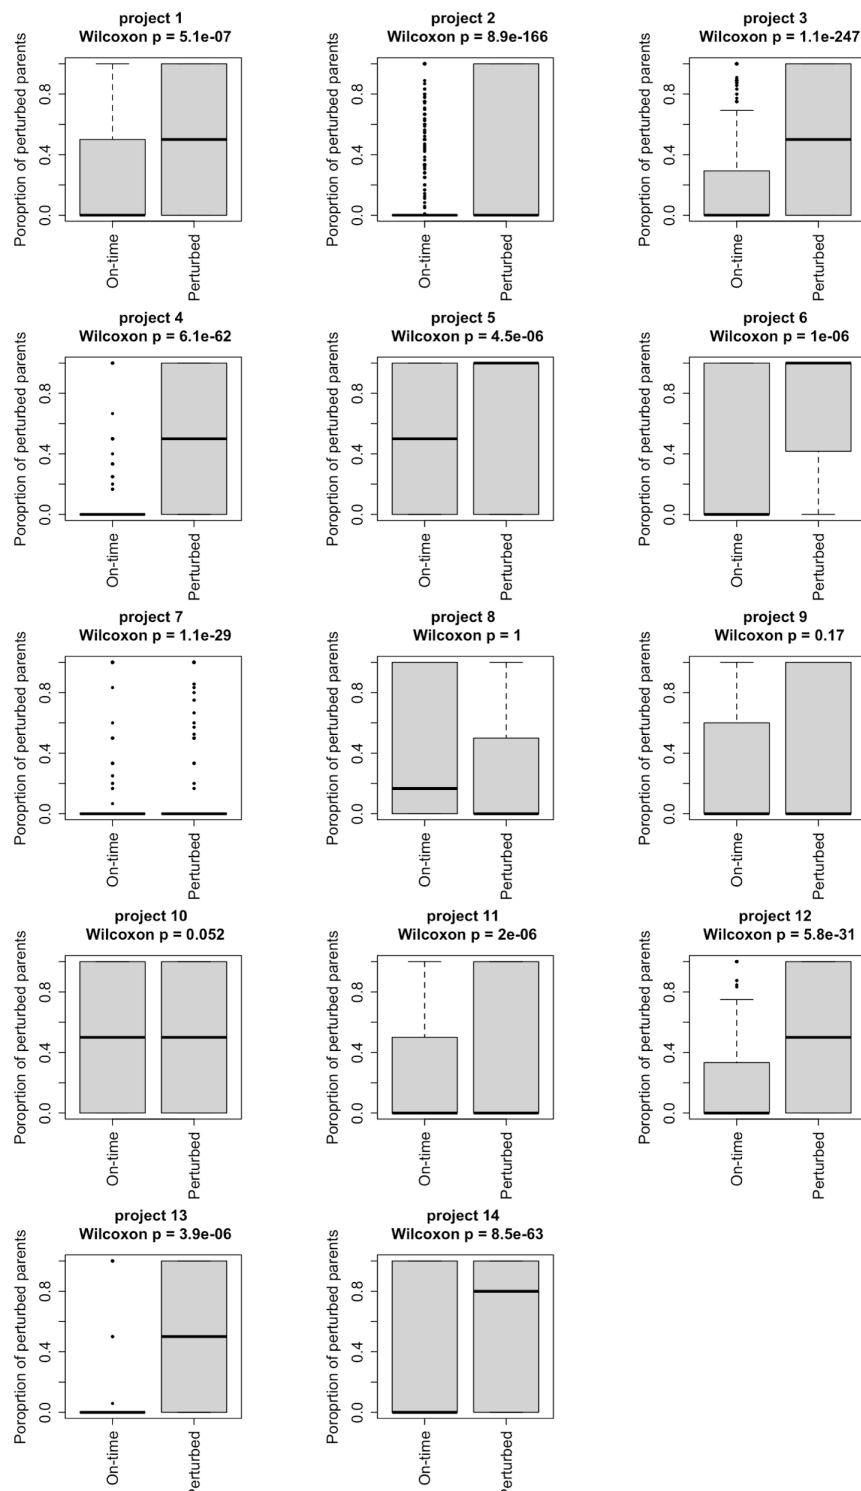 project 1
Wilcoxon p = 5.1e-07
Poroprtion of perturbed parents
0.0 0.4 0.8
On-time
Perturbed
project 2
Wilcoxon p = 8.9e-166
Poroprtion of perturbed parents
0.0 0.4 0.8
On-time
Perturbed
project 3
Wilcoxon p = 1.1e-247
Poroprtion of perturbed parents
0.0 0.4 0.8
On-time
Perturbed
project 4
Wilcoxon p = 6.1e-62
Poroprtion of perturbed parents
0.0 0.4 0.8
On-time
Perturbed
project 5
Wilcoxon p = 4.5e-06
Poroprtion of perturbed parents
0.0 0.4 0.8
On-time
Perturbed
project 6
Wilcoxon p = 1e-06
Poroprtion of perturbed parents
0.0 0.4 0.8
On-time
Perturbed
project 7
Wilcoxon p = 1.1e-29
Poroprtion of perturbed parents
0.0 0.4 0.8
On-time
Perturbed
project 8
Wilcoxon p = 1
Poroprtion of perturbed parents
0.0 0.4 0.8
On-time
Perturbed
project 9
Wilcoxon p = 0.17
Poroprtion of perturbed parents
0.0 0.4 0.8
On-time
Perturbed
project 10
Wilcoxon p = 0.052
Poroprtion of perturbed parents
0.0 0.4 0.8
On-time
Perturbed
project 11
Wilcoxon p = 2e-06
Poroprtion of perturbed parents
0.0 0.4 0.8
On-time
Perturbed
project 12
Wilcoxon p = 5.8e-31
Poroprtion of perturbed parents
0.0 0.4 0.8
On-time
Perturbed
project 13
Wilcoxon p = 3.9e-06
Poroprtion of perturbed parents
0.0 0.4 0.8
On-time
Perturbed
project 14
Wilcoxon p = 8.5e-63
Poroprtion of perturbed parents
0.0 0.4 0.8
On-time
Perturbed